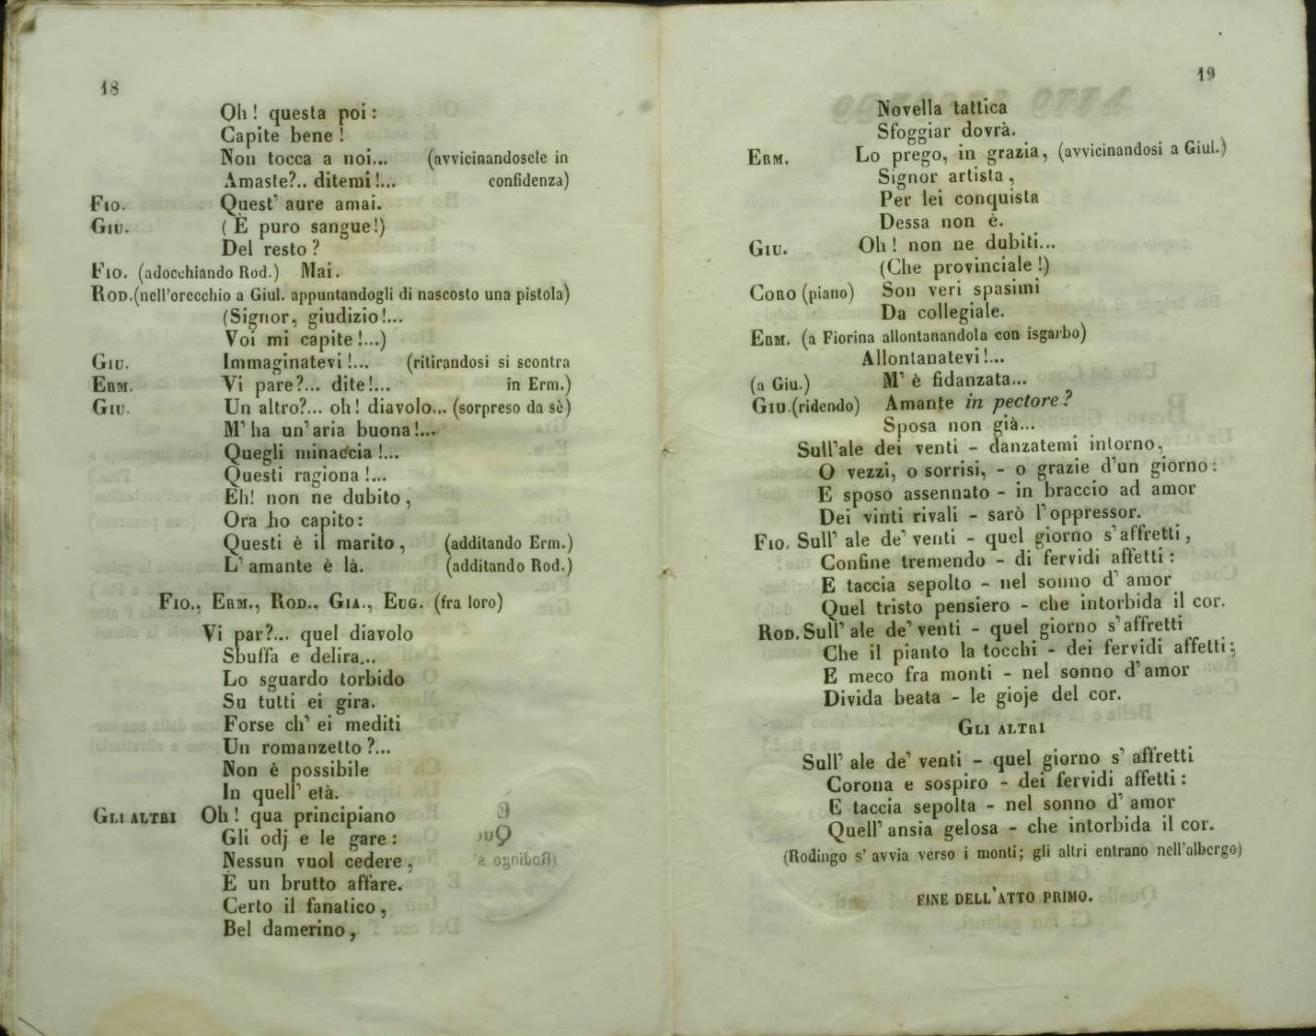 18
Oh! questa poi:
Capite bene!
Non tocca a noi... (avvicinandosele in
Amaste?.. ditemi!... confidenza)
Fio. Quest' aure amai.
Giu. (È puro sangue!)
Del resto?
Fio. (adocchiando Rod.) Mai.
Rod. (nell'orecchio a Giul. appuntandogli di nascosto una pistola)
(Signor, giudizio!...
Voi mi capite!...)
Giu. Immaginatevi!... (ritirandosi si scontra
Erm. Vi pare?... dite!... in Erm.)
Giu. Un altro?... oh! diavolo... (sorpreso da sè)
M' ha un' aria buona!...
Quegli minaccia!...
Questi ragiona!...
Eh! non ne dubito,
Ora ho capito:
Questi è il marito, (additando Erm.)
L' amante è là. (additando Rod.)
Fio., Erm., Rod., Gia., Eug. (fra loro)
Vi par?... quel diavolo
Sbuffa e delira...
Lo sguardo torbido
Su tutti ei gira.
Forse ch' ei mediti
Un romanzetto?...
Non è possibile
In quell' età.
Gli altri Oh! qua principiano
Gli odj e le gare:
Nessun vuol cedere,
È un brutto affare.
Certo il fanatico,
Bel damerino,
19
Novella tattica
Sfoggiar dovrà.
Erm. Lo prego, in grazia, (avvicinandosi a Giul.)
Signor artista,
Per lei conquista
Dessa non è.
Giu. Oh! non ne dubiti...
(Che provinciale!)
Coro (piano) Son veri spasimi
Da collegiale.
Erm. (a Fiorina allontanandola con isgarbo)
Allontanatevi!...
(a Giu.) M' è fidanzata...
Giu. (ridendo) Amante in pectore?
Sposa non già...
Sull'ale dei venti - danzatemi intorno,
O vezzi, o sorrisi, - o grazie d'un giorno:
E sposo assennato - in braccio ad amor
Dei vinti rivali - sarò l'oppressor.
Fio. Sull' ale de' venti - quel giorno s'affretti,
Confine tremendo - di fervidi affetti:
E taccia sepolto - nel sonno d' amor
Quel tristo pensiero - che intorbida il cor.
Rod. Sull' ale de' venti - quel giorno s'affretti
Che il pianto la tocchi - dei fervidi affetti;
E meco fra monti - nel sonno d'amor
Divida beata - le gioje del cor.
Gli altri
Sull' ale de' venti - quel giorno s' affretti
Corona e sospiro - dei fervidi affetti:
E taccia sepolta - nel sonno d' amor
Quell' ansia gelosa - che intorbida il cor.
(Rodingo s' avvia verso i monti; gli altri entrano nell'albergo)
FINE DELL'ATTO PRIMO.